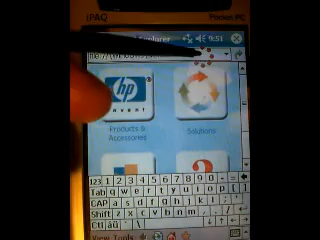 iPAQ Pocket PC
Explorer 9:51
hp
invent
Products &
Accessories
Solutions
123 1 2 3 4 5 6 7 8 9 0 - =
Tab q w e r t y u i o p [ ]
CAP a s d f g h j k l ; '
Shift z x c v b n m , . /
Ctl áü ` \
View Tools